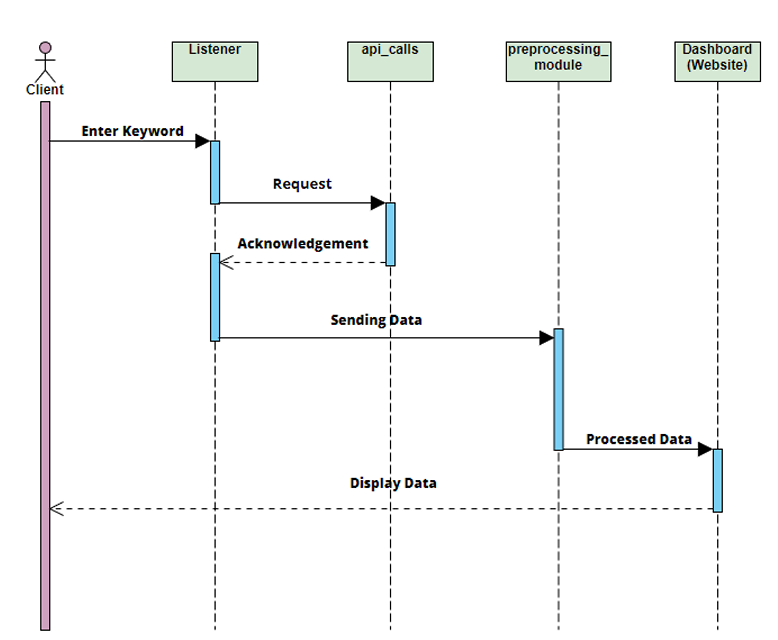 Listener
api_calls
preprocessing_
module
Dashboard
(Website)
Client
Enter Keyword
Request
Acknowledgement
Sending Data
Processed Data
Display Data